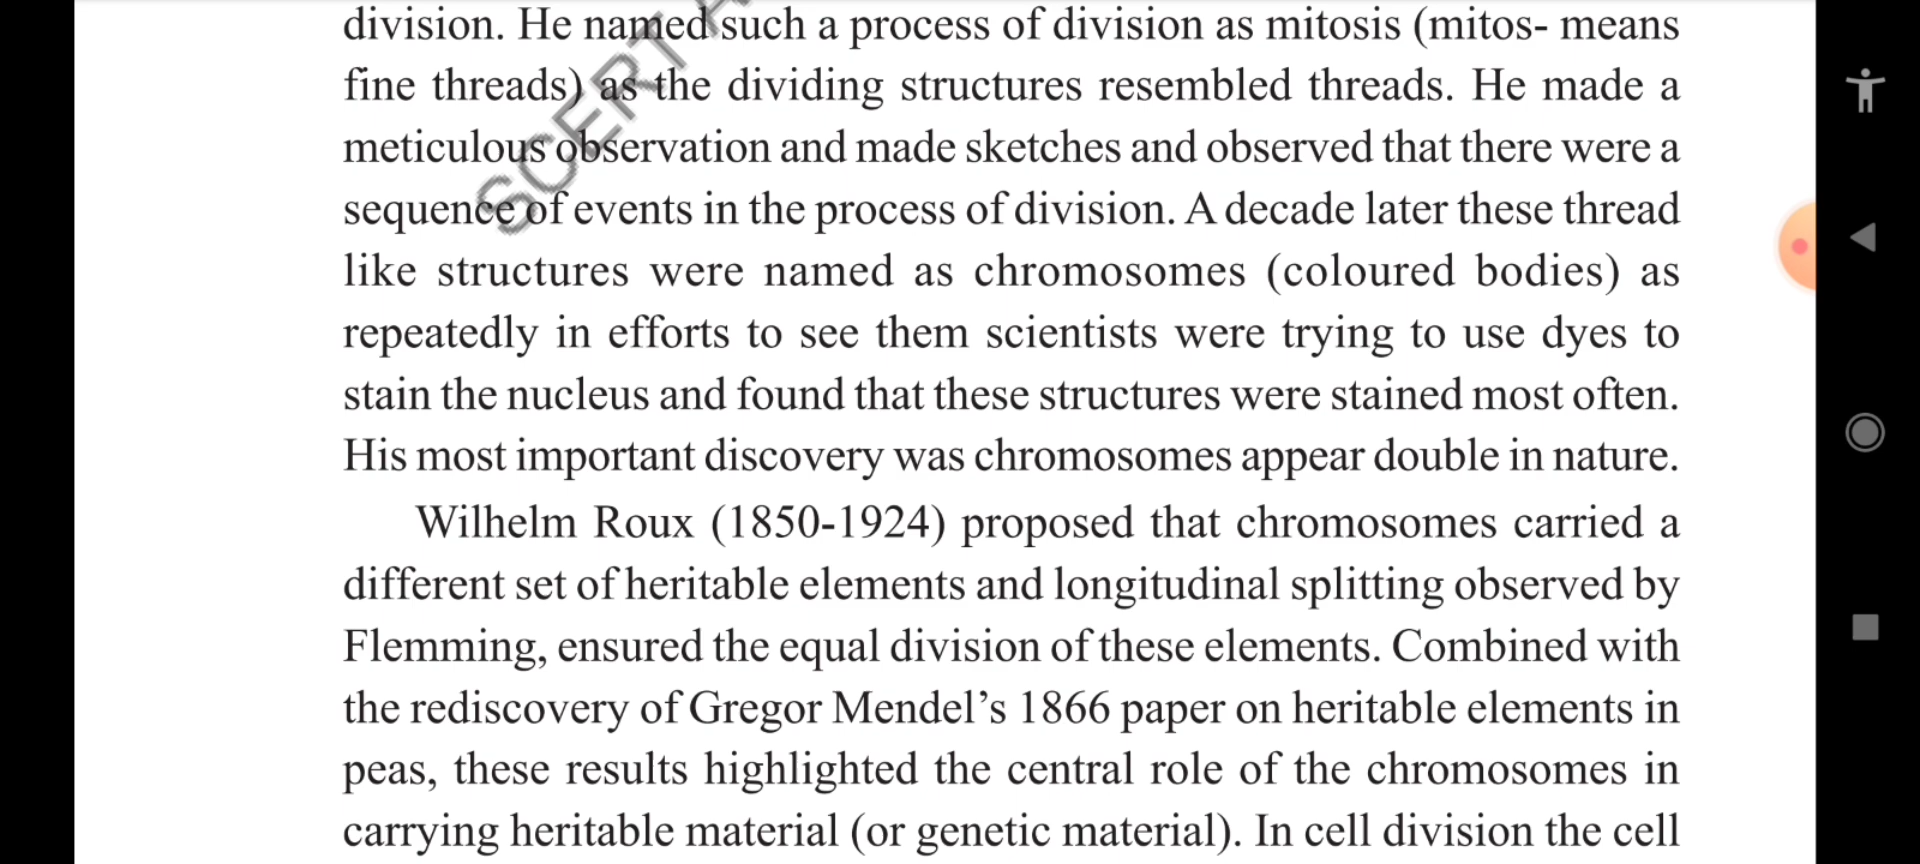 division. He named such a process of division as mitosis (mitos- means
fine threads) as the dividing structures resembled threads. He made a
meticulous observation and made sketches and observed that there were a
sequence of events in the process of division. A decade later these thread
like structures were named as chromosomes (coloured bodies) as
repeatedly in efforts to see them scientists were trying to use dyes to
stain the nucleus and found that these structures were stained most often.
His most important discovery was chromosomes appear double in nature.
Wilhelm Roux (1850-1924) proposed that chromosomes carried a
different set of heritable elements and longitudinal splitting observed by
Flemming, ensured the equal division of these elements. Combined with
the rediscovery of Gregor Mendel’s 1866 paper on heritable elements in
peas, these results highlighted the central role of the chromosomes in
carrying heritable material (or genetic material). In cell division the cell
SCERT